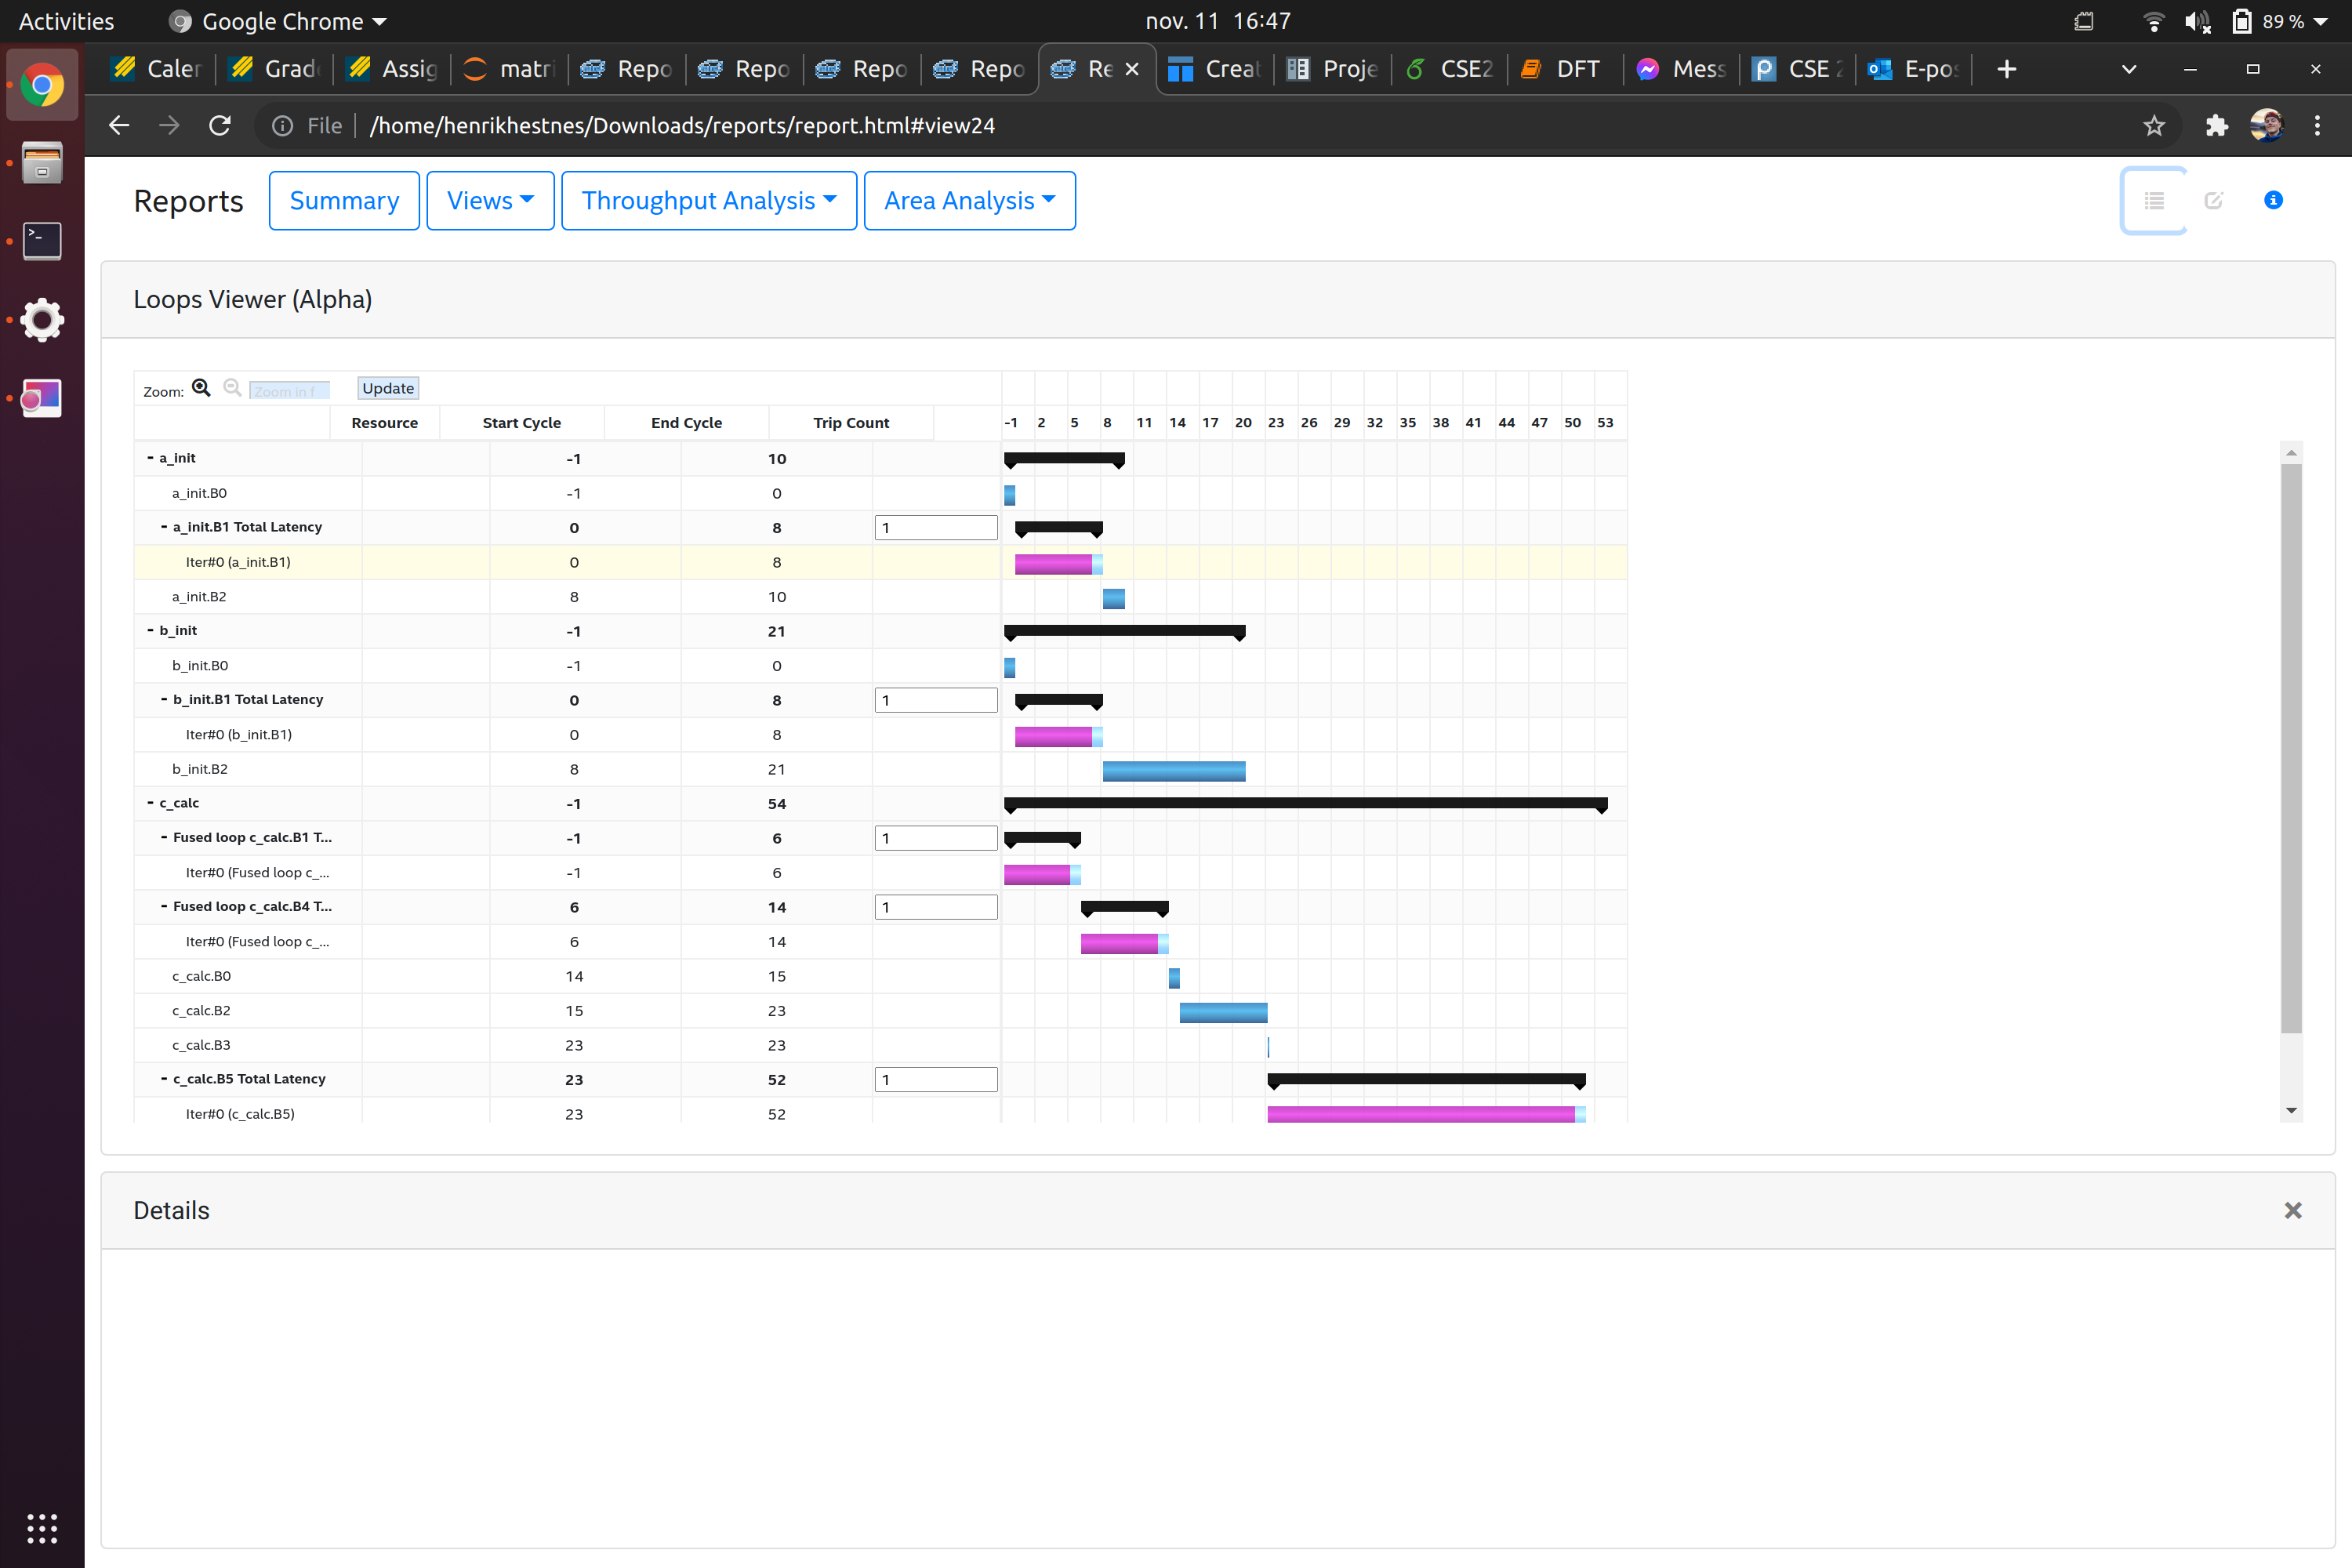 Activities Google Chrome nov. 11 16:47 89 %
Caler Grad Assig matri Repo Repo Repo Repo Re Creat Proje CSE2 DFT Mess CSE 2 E-pos
File /home/henrikhestnes/Downloads/reports/report.html#view24
Reports Summary Views Throughput Analysis Area Analysis
Loops Viewer (Alpha)
Zoom: Zoom in f Update
Resource Start Cycle End Cycle Trip Count -1 2 5 8 11 14 17 20 23 26 29 32 35 38 41 44 47 50 53
- a_init -1 10
a_init.B0 -1 0
- a_init.B1 Total Latency 0 8 1
Iter#0 (a_init.B1) 0 8
a_init.B2 8 10
- b_init -1 21
b_init.B0 -1 0
- b_init.B1 Total Latency 0 8 1
Iter#0 (b_init.B1) 0 8
b_init.B2 8 21
- c_calc -1 54
- Fused loop c_calc.B1 T... -1 6 1
Iter#0 (Fused loop c_... -1 6
- Fused loop c_calc.B4 T... 6 14 1
Iter#0 (Fused loop c_... 6 14
c_calc.B0 14 15
c_calc.B2 15 23
c_calc.B3 23 23
- c_calc.B5 Total Latency 23 52 1
Iter#0 (c_calc.B5) 23 52
Details